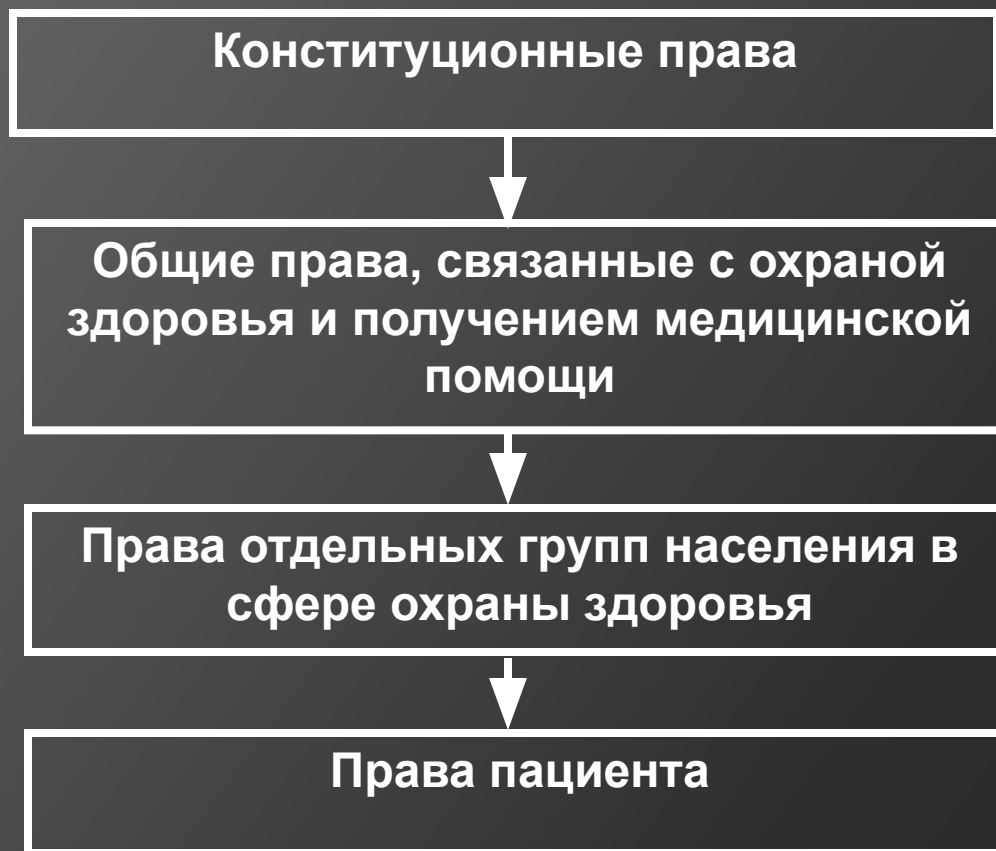 Конституционные права
Общие права, связанные с охраной
здоровья и получением медицинской
помощи
Права отдельных групп населения в
сфере охраны здоровья
Права пациента